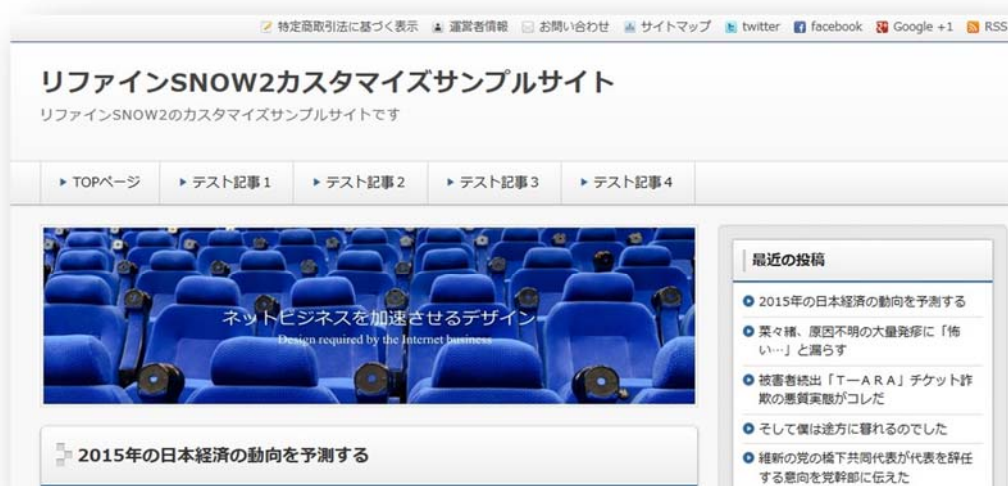 特定商取引法に基づく表示 運営者情報 お問い合わせ サイトマップ twitter facebook Google +1 RSS
リファインSNOW2カスタマイズサンプルサイト
リファインSNOW2のカスタマイズサンプルサイトです
TOPページ テスト記事1 テスト記事2 テスト記事3 テスト記事4
ネットビジネスを加速させるデザイン
Design required by the Internet business
2015年の日本経済の動向を予測する
最近の投稿
2015年の日本経済の動向を予測する
菜々緒、原因不明の大量発疹に「怖
い…」と漏らす
被害者続出「T―ARA」チケット詐
欺の悪質実態がコレだ
そして僕は途方に暮れるのでした
維新の党の橋下共同代表が代表を辞任
する意向を党幹部に伝えた